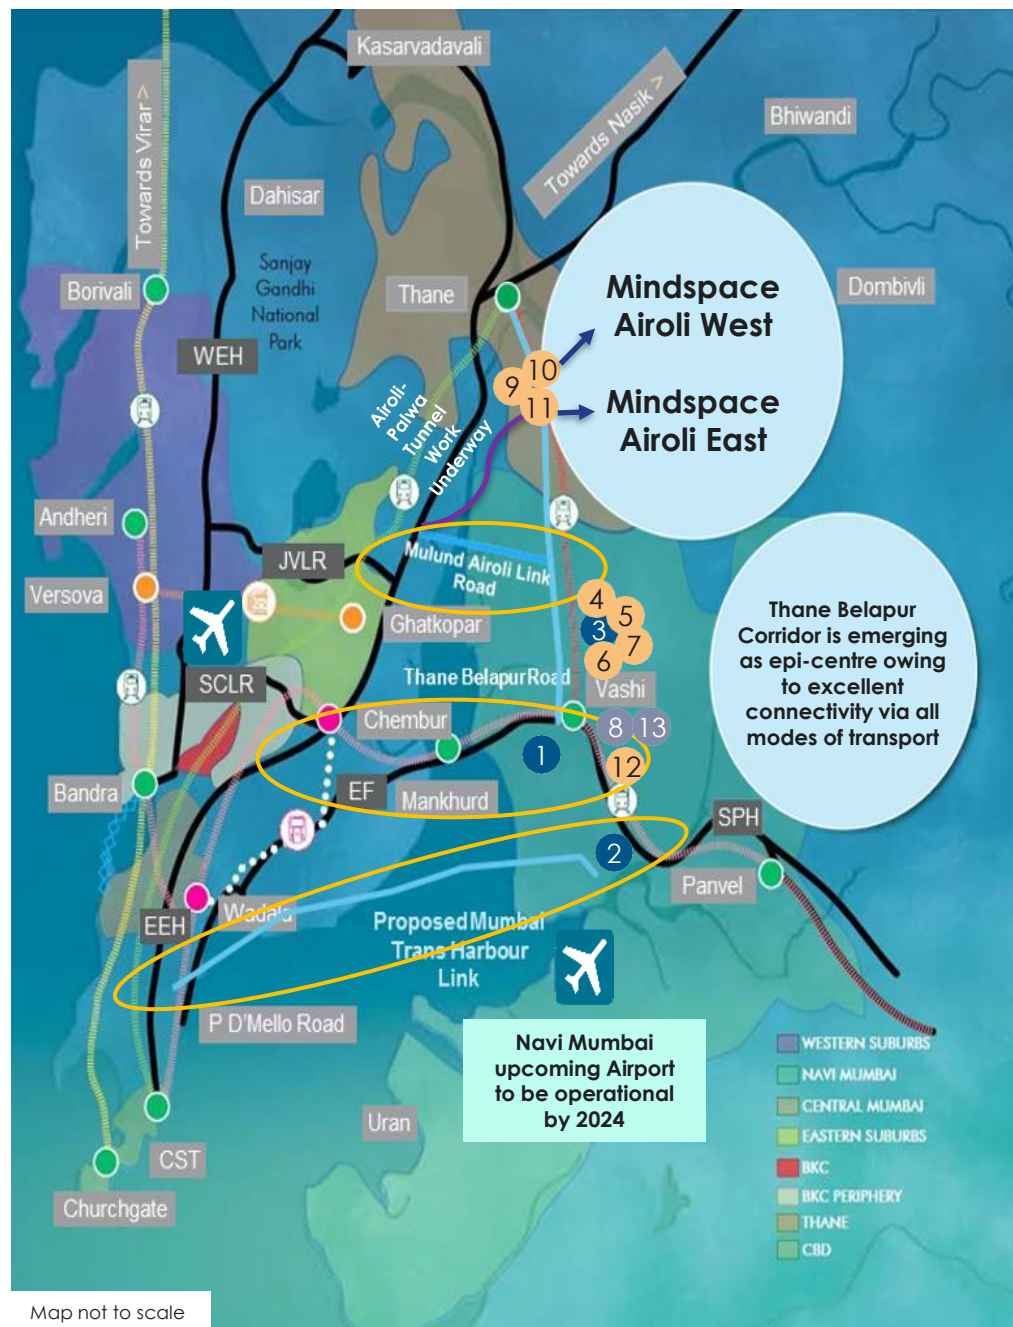 Kasarvadavali
Towards Virar >
Towards Nasik >
Bhiwandi
Dahisar
Sanjay
Gandhi
National
Park
Borivali
Thane
Dombivli
Mindspace
Airoli West
WEH
10
9
11
Mindspace
Airoli East
Airoli-
Palwa
Tunnel
Work
Underway
Andheri
JVLR
Mulund Airoli Link
Road
Versova
4
5
3
7
6
Ghatkopar
Thane Belapur
Corridor is emerging
as epi-centre owing
to excellent
connectivity via all
modes of transport
SCLR
Thane Belapur Road
Vashi
Chembur
8
13
1
12
Bandra
EF
Mankhurd
SPH
2
Panvel
Wadala
EEH
Proposed Mumbai
Trans Harbour
Link
P D'Mello Road
Navi Mumbai
upcoming Airport
to be operational
by 2024
Uran
CST
Churchgate
WESTERN SUBURBS
NAVI MUMBAI
CENTRAL MUMBAI
EASTERN SUBURBS
BKC
BKC PERIPHERY
THANE
CBD
Map not to scale